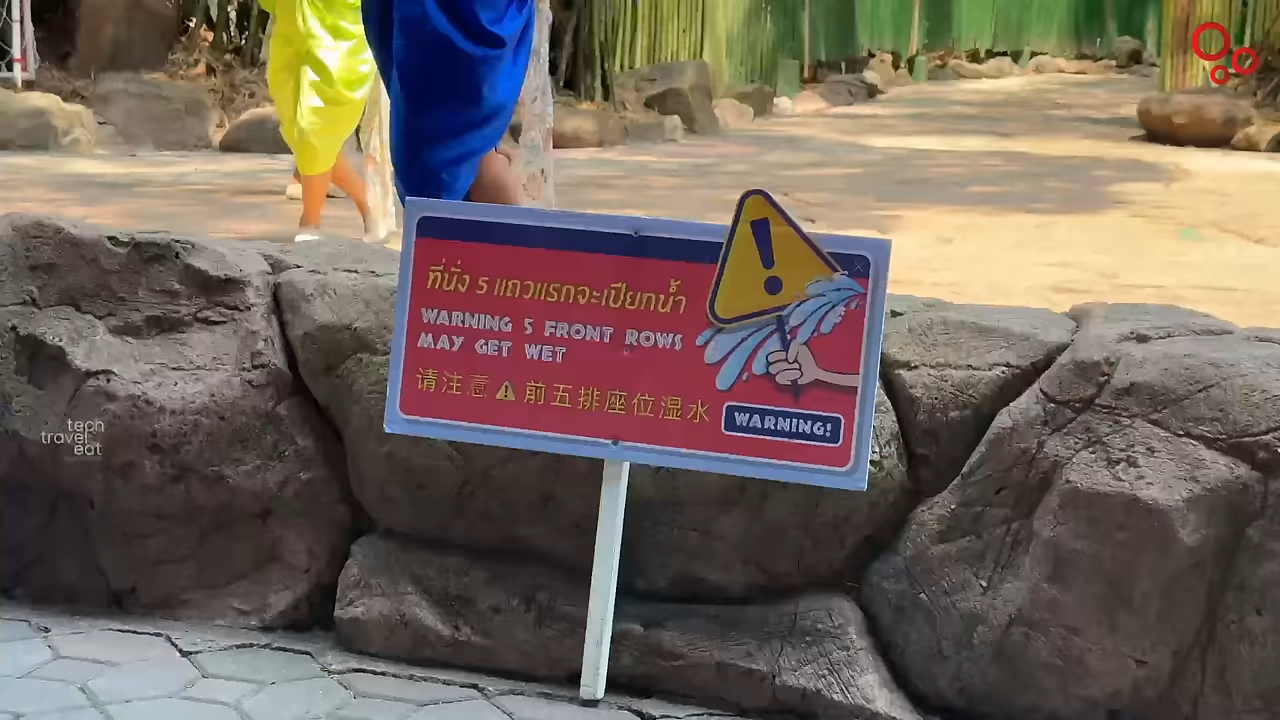 ที่นั่ง 5 แถวแรกจะเปียกน้ำ
WARNING 5 FRONT ROWS
MAY GET WET
请注意 前五排座位湿水
WARNING!
tech
travel
eat